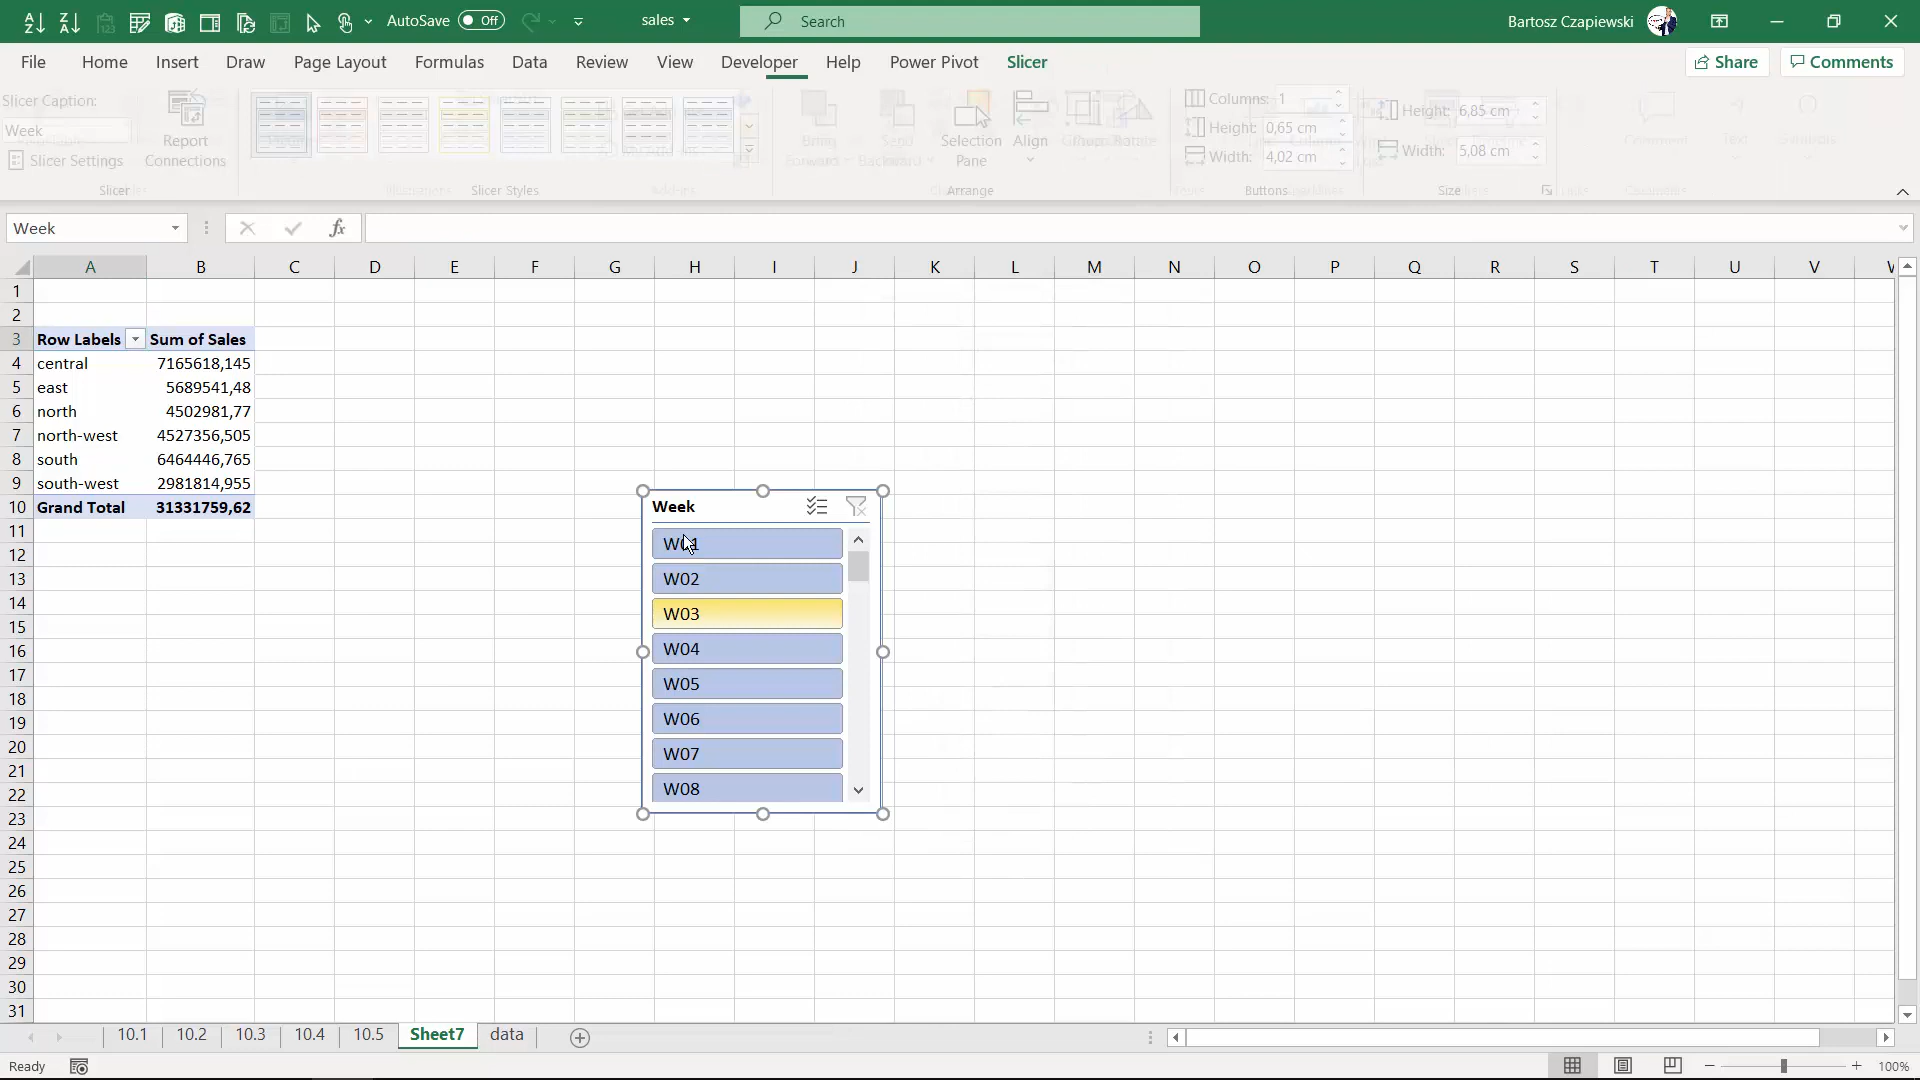 AutoSave Off sales Search Bartosz Czapiewski
File Home Insert Draw Page Layout Formulas Data Review View Developer Help Power Pivot Slicer Share Comments
Slicer Caption:
Week
Slicer Settings
Report
Connections
Slicer
Slicer Styles
Bring
Forward
Send
Backward
Selection
Pane
Align
Group
Rotate
Arrange
Columns: 1
Height: 0,65 cm
Width: 4,02 cm
Buttons
Height: 6,85 cm
Width: 5,08 cm
Size
Week fx
A B C D E F G H I J K L M N O P Q R S T U V
1
2
3 Row Labels Sum of Sales
4 central 7165618,145
5 east 5689541,48
6 north 4502981,77
7 north-west 4527356,505
8 south 6464446,765
9 south-west 2981814,955
10 Grand Total 31331759,62
11
12
13
14
15
16
17
18
19
20
21
22
23
24
25
26
27
28
29
30
31
Week
W01
W02
W03
W04
W05
W06
W07
W08
10.1 10.2 10.3 10.4 10.5 Sheet7 data
Ready 100%